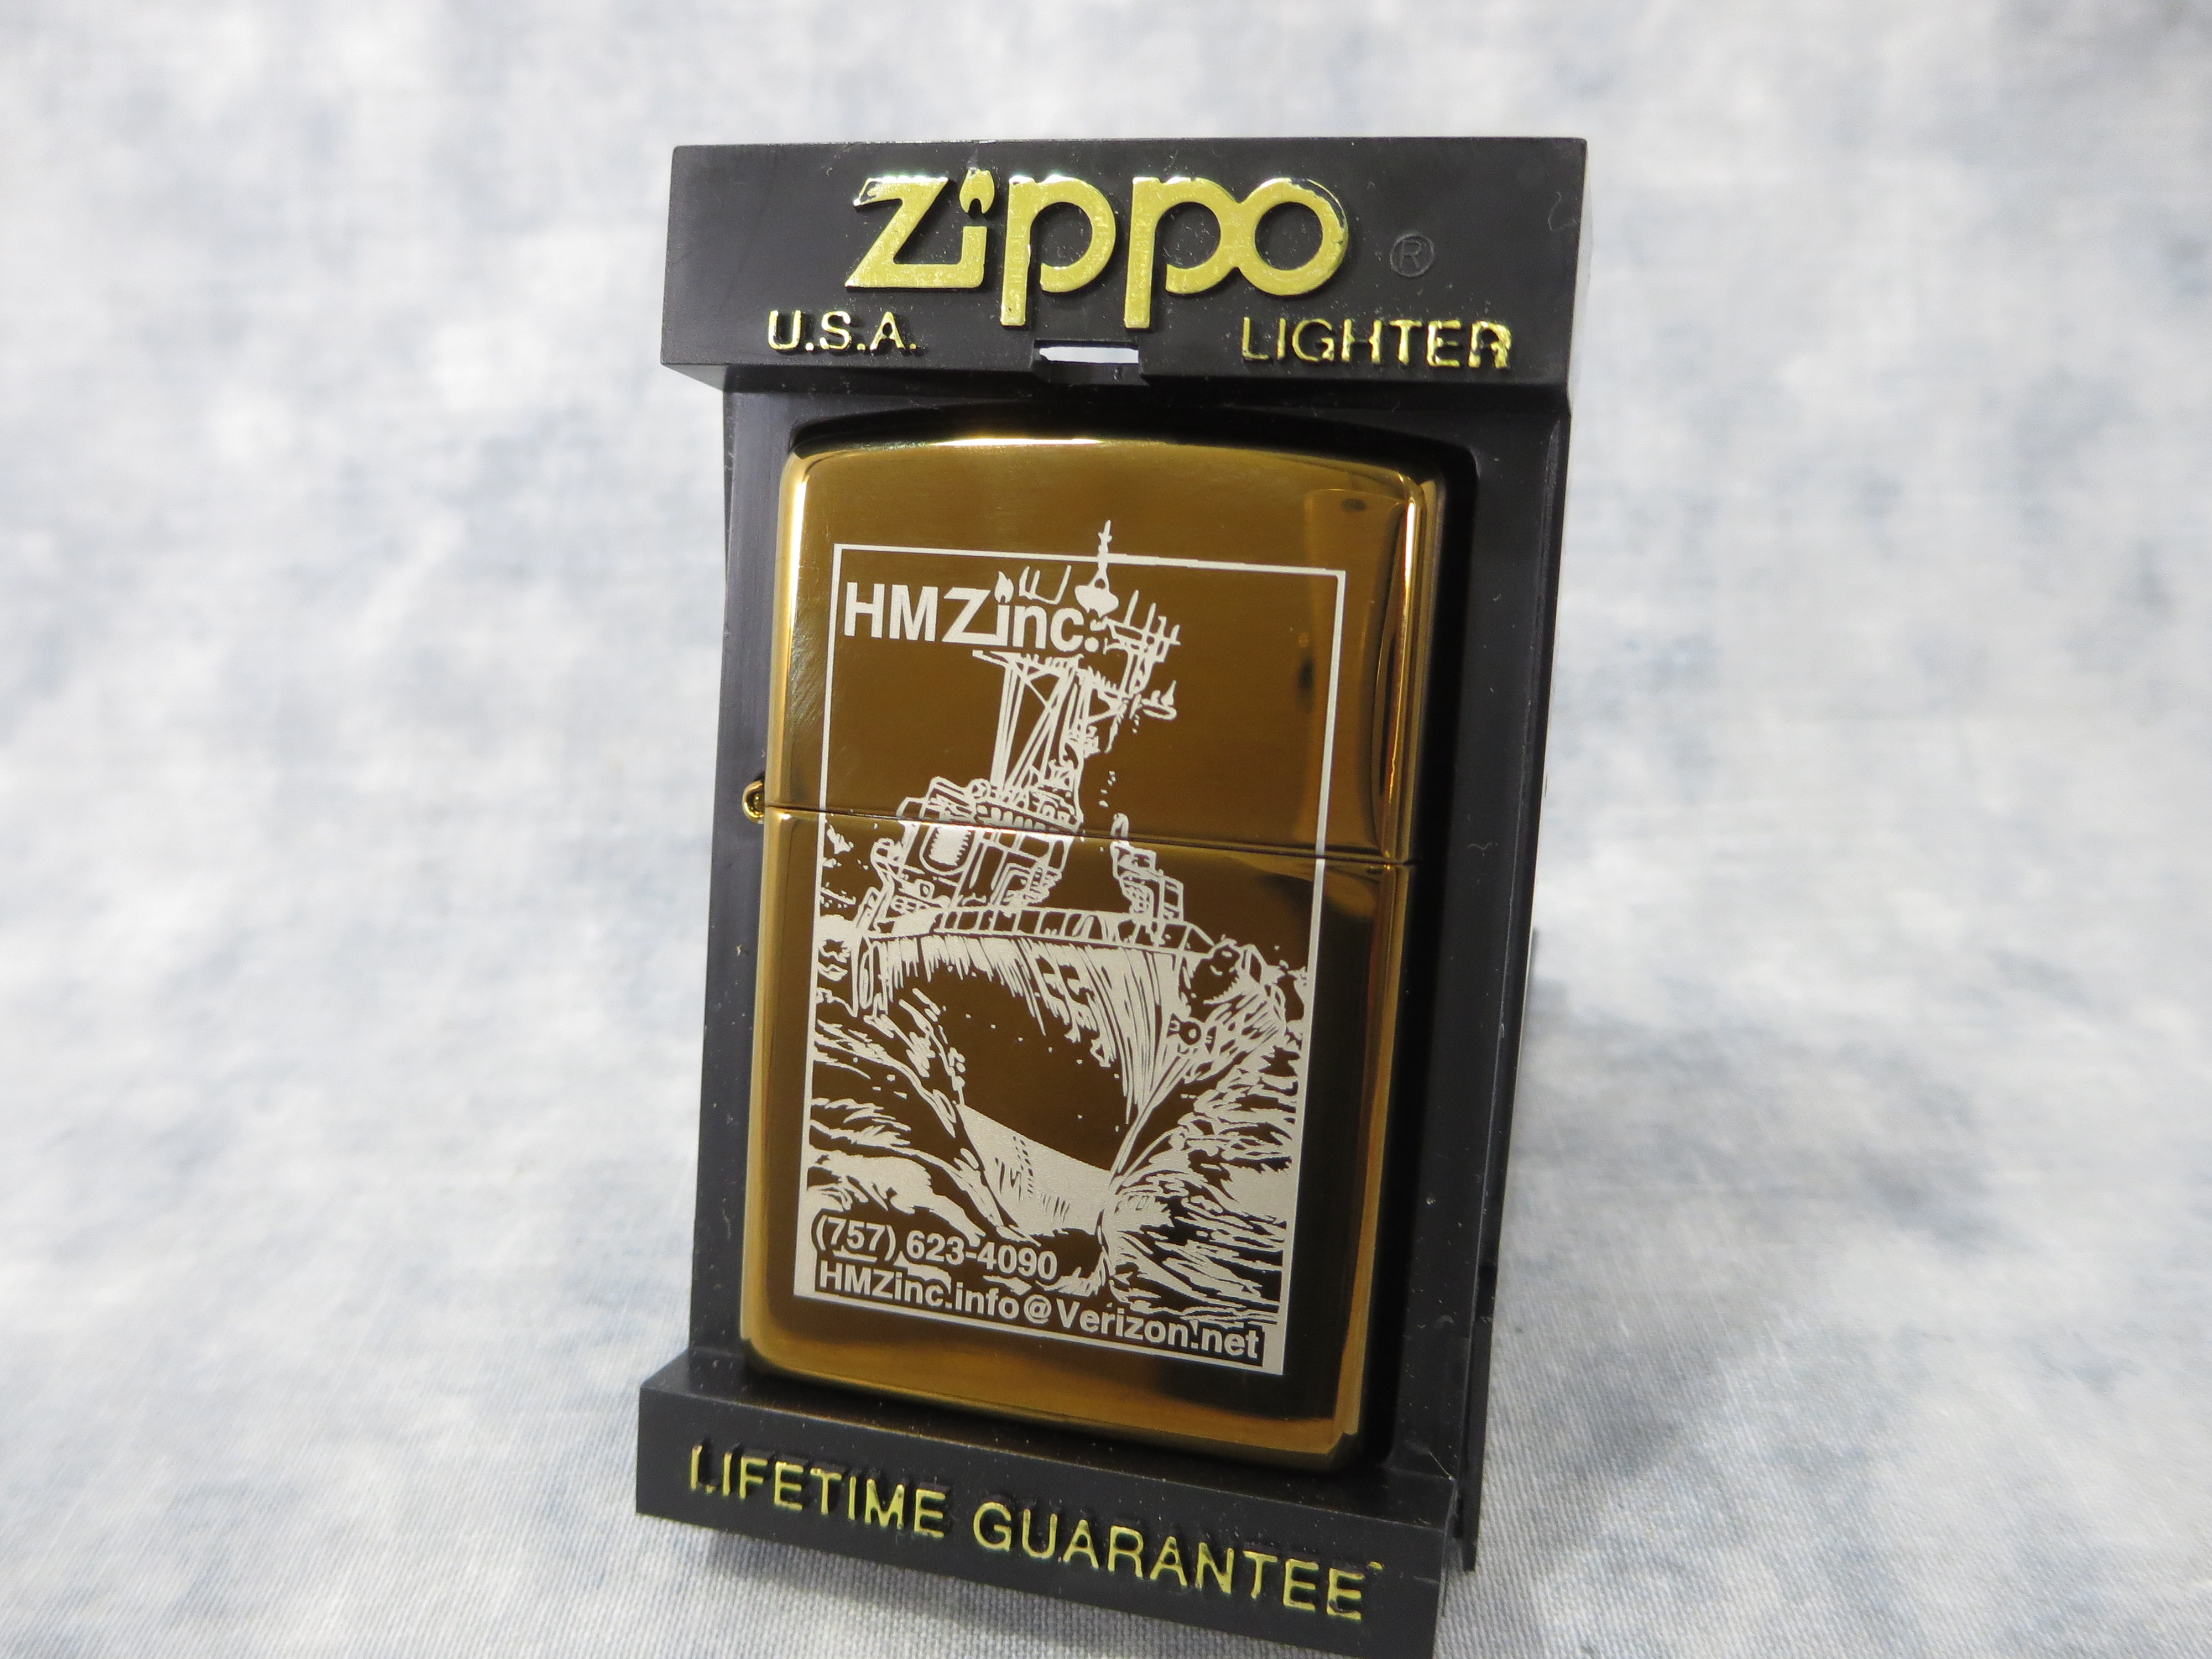 zippo ®
U.S.A. LIGHTER
HMZinc.
(757) 623-4090
HMZinc.info@Verizon.net
LIFETIME GUARANTEE